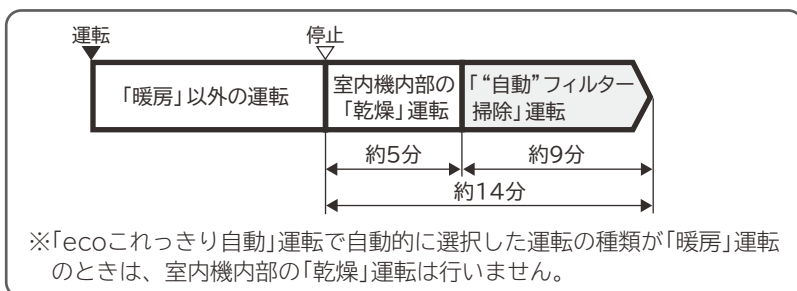 運転
停止
「暖房」以外の運転
室内機内部の
「乾燥」運転
「“自動”フィルター
掃除」運転
約5分
約9分
約14分
※「ecoこれっきり自動」運転で自動的に選択した運転の種類が「暖房」運転
のときは、室内機内部の「乾燥」運転は行いません。